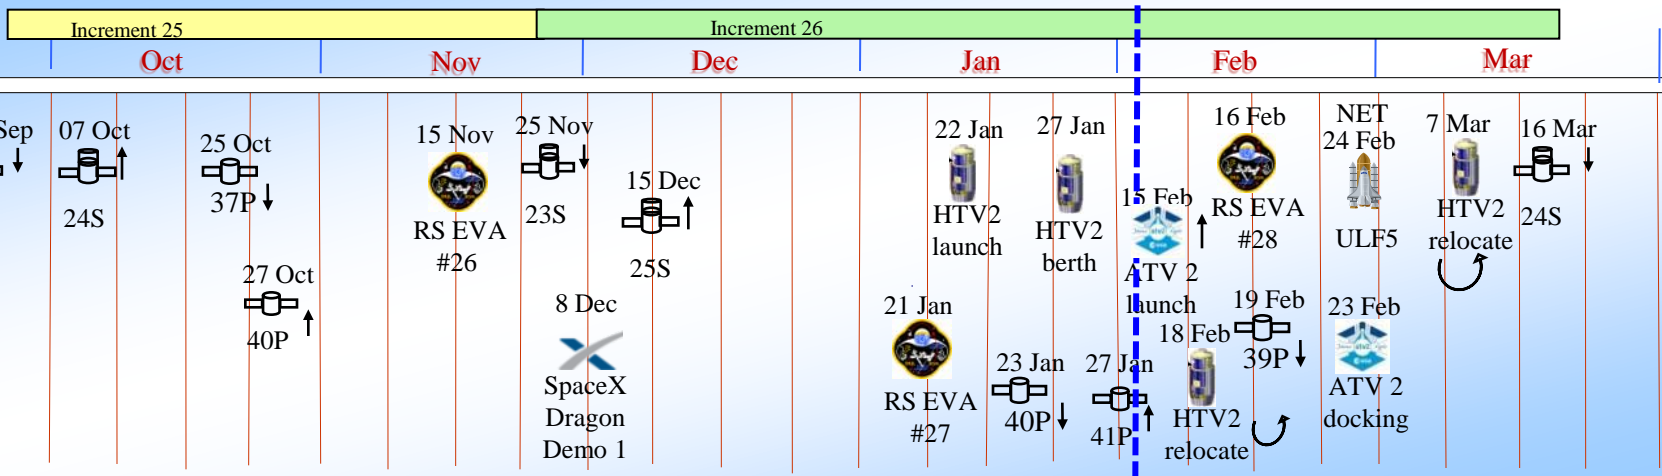 Increment 25
Increment 26
Oct
Nov
Dec
Jan
Feb
Mar
Sep
07 Oct
24S
25 Oct
37P
27 Oct
40P
15 Nov
RS EVA
#26
25 Nov
23S
8 Dec
SpaceX
Dragon
Demo 1
15 Dec
25S
22 Jan
HTV2
launch
27 Jan
HTV2
berth
21 Jan
RS EVA
#27
23 Jan
40P
27 Jan
41P
15 Feb
ATV 2
launch
16 Feb
RS EVA
#28
18 Feb
HTV2
relocate
19 Feb
39P
NET
24 Feb
ULF5
23 Feb
ATV 2
docking
7 Mar
HTV2
relocate
16 Mar
24S